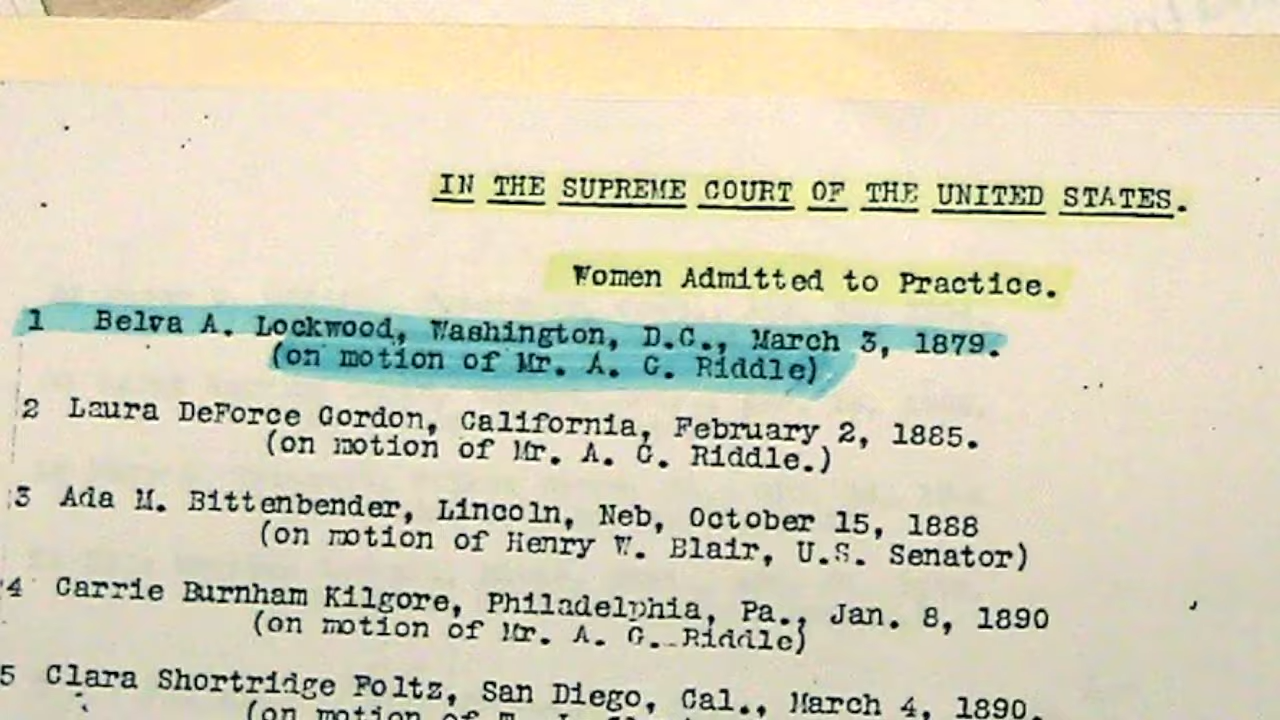 IN THE SUPREME COURT OF THE UNITED STATES.
Women Admitted to Practice.
1 Belva A. Lockwood, Washington, D.C., March 3, 1879.
(on motion of Mr. A. G. Riddle)
2 Laura DeForce Gordon, California, February 2, 1885.
(on motion of Mr. A. G. Riddle.)
3 Ada M. Bittenbender, Lincoln, Neb, October 15, 1888
(on motion of Henry W. Blair, U.S. Senator)
4 Carrie Burnham Kilgore, Philadelphia, Pa., Jan. 8, 1890
(on motion of Mr. A. G. Riddle)
5 Clara Shortridge Foltz, San Diego, Cal., March 4, 1890.
(on motion of